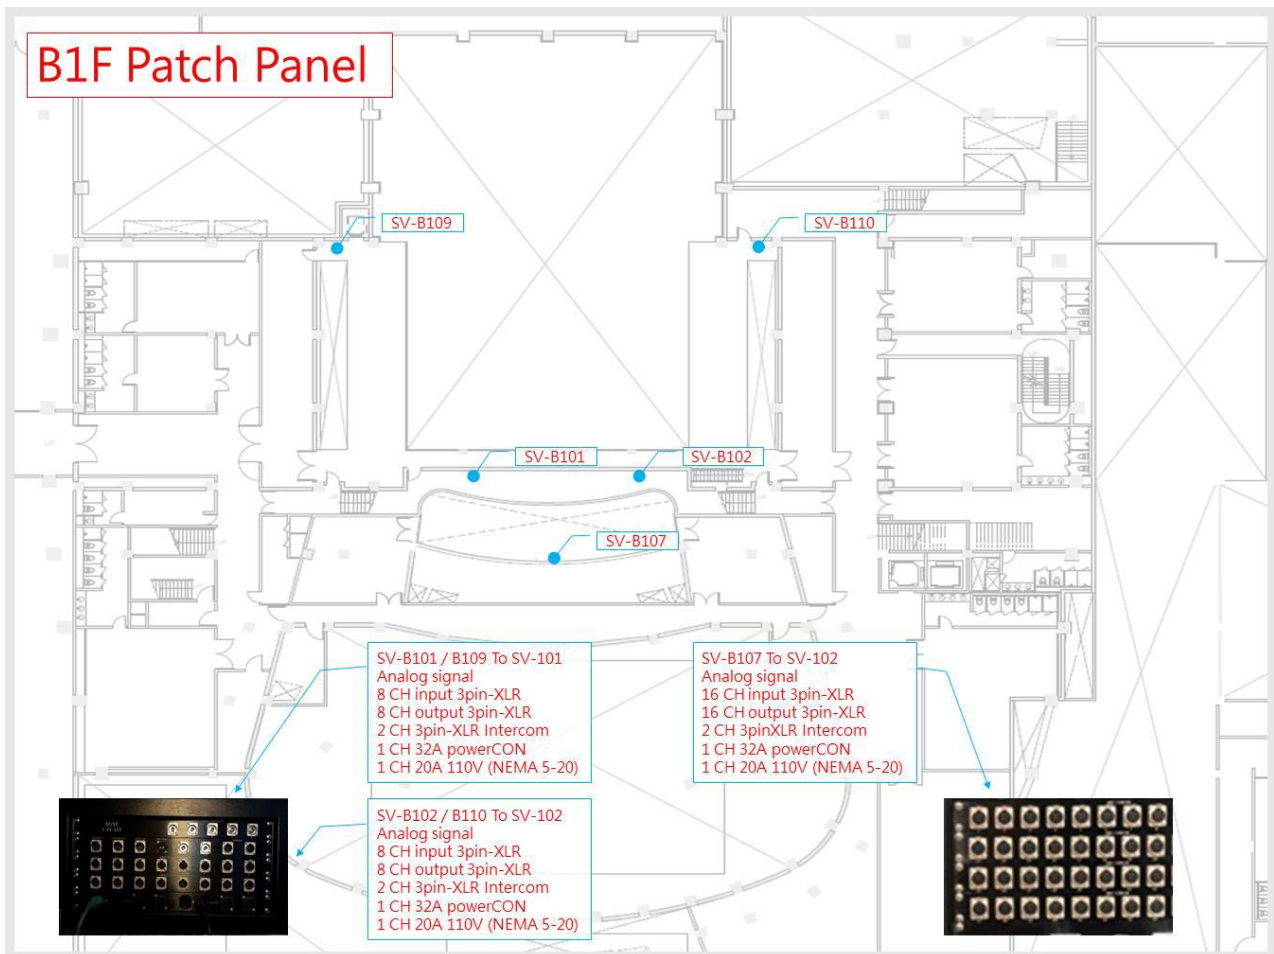 B1F Patch Panel
SV-B109
SV-B110
SV-B101
SV-B102
SV-B107
SV-B101 / B109 To SV-101
Analog signal
8 CH input 3pin-XLR
8 CH output 3pin-XLR
2 CH 3pin-XLR Intercom
1 CH 32A powerCON
1 CH 20A 110V (NEMA 5-20)
SV-B107 To SV-102
Analog signal
16 CH input 3pin-XLR
16 CH output 3pin-XLR
2 CH 3pinXLR Intercom
1 CH 32A powerCON
1 CH 20A 110V (NEMA 5-20)
SV-B102 / B110 To SV-102
Analog signal
8 CH input 3pin-XLR
8 CH output 3pin-XLR
2 CH 3pin-XLR Intercom
1 CH 32A powerCON
1 CH 20A 110V (NEMA 5-20)